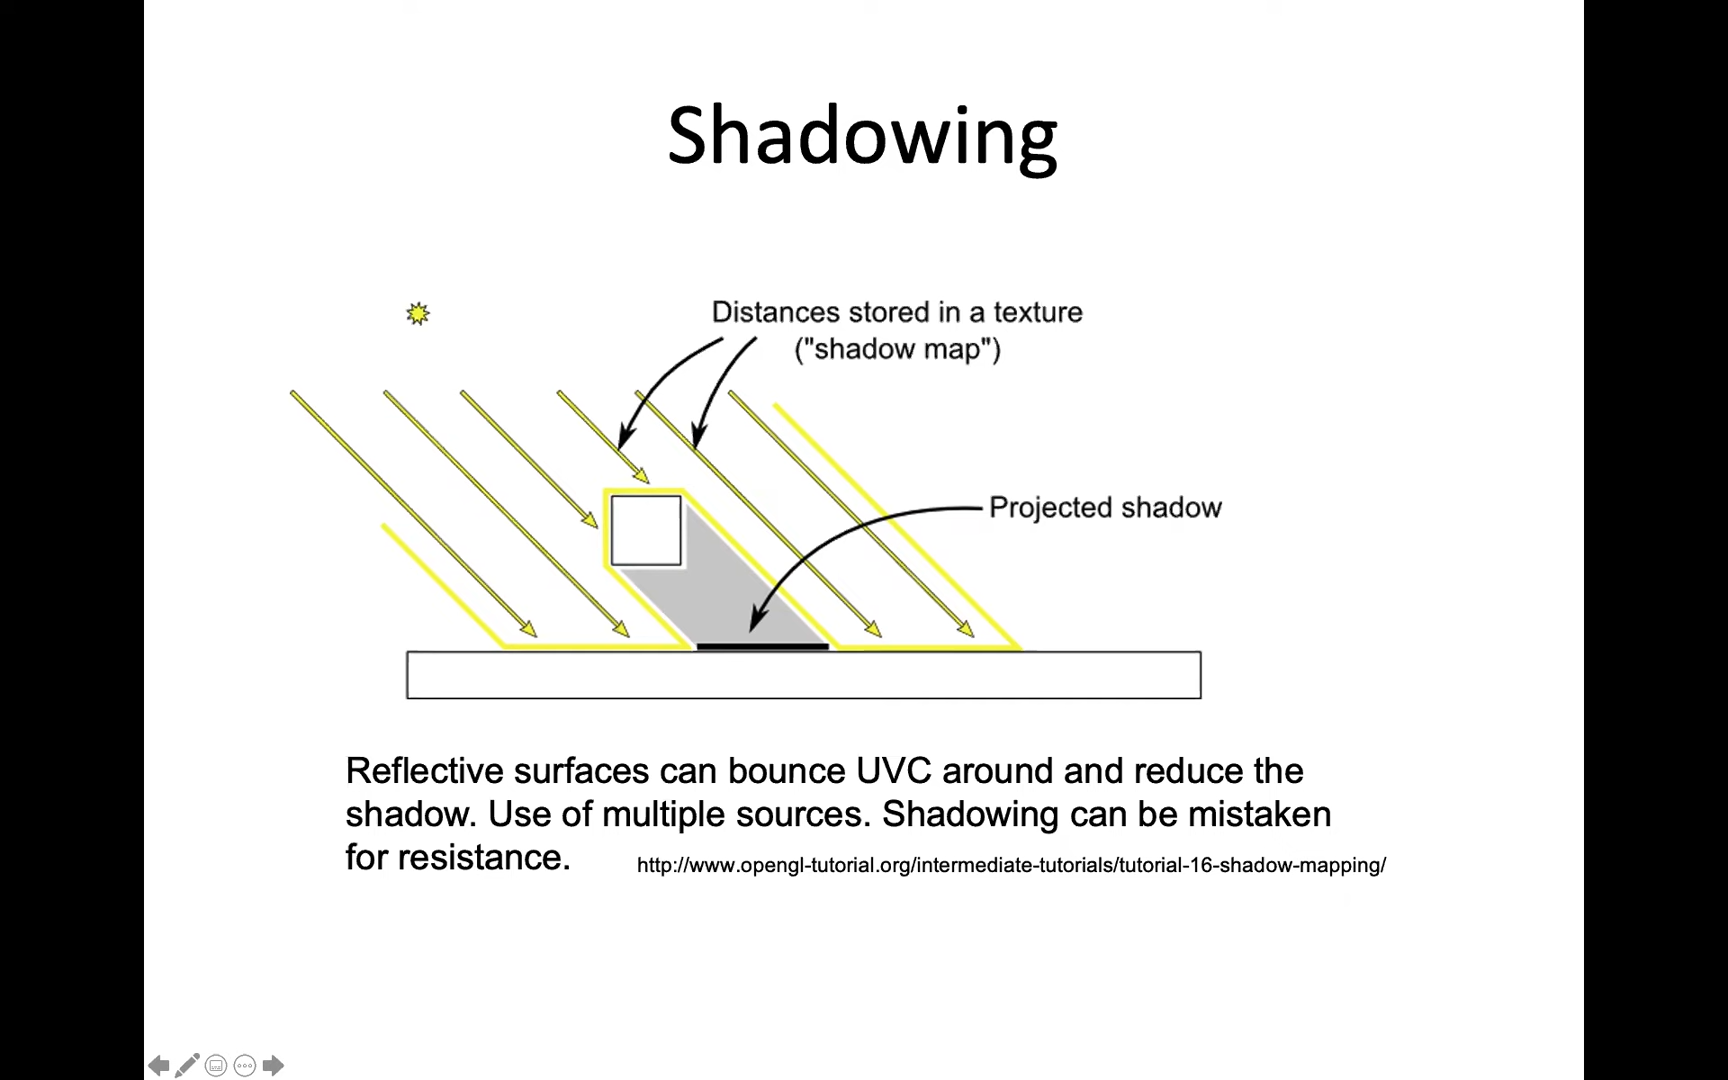 Shadowing
Distances stored in a texture
("shadow map")
Projected shadow
Reflective surfaces can bounce UVC around and reduce the
shadow. Use of multiple sources. Shadowing can be mistaken
for resistance.
http://www.opengl-tutorial.org/intermediate-tutorials/tutorial-16-shadow-mapping/